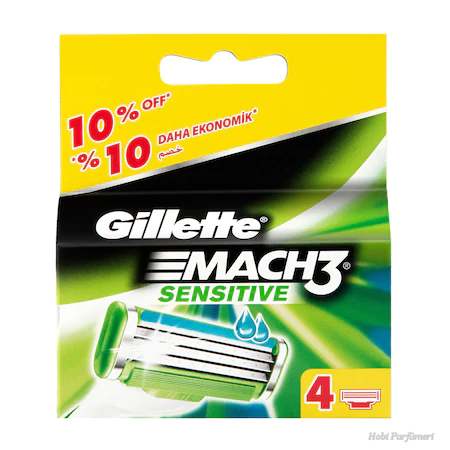 10% OFF*
*%10 DAHA EKONOMİK*
خصم
Gillette®
MACH3®
SENSITIVE
4
Hobi Parfümeri